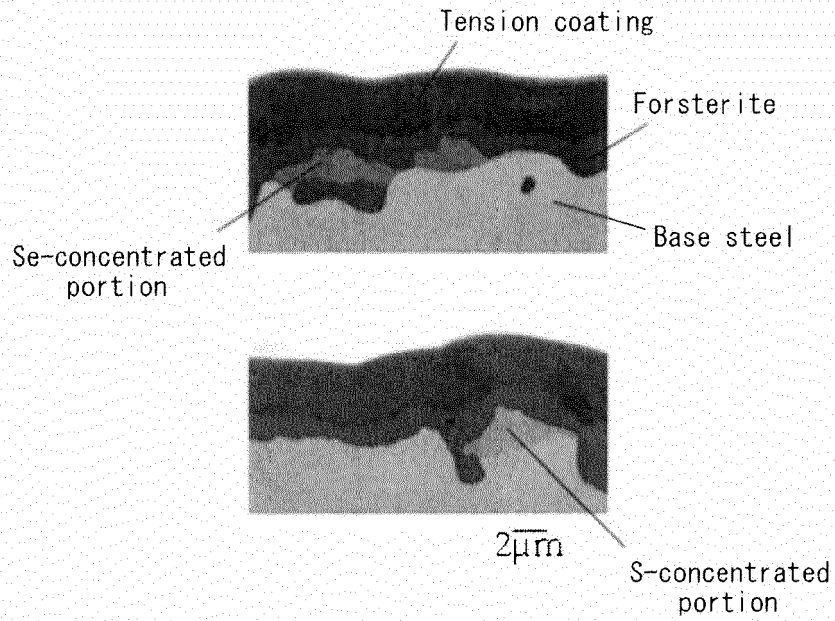 Tension coating
Forsterite
Base steel
Se-concentrated
portion
2μm
S-concentrated
portion